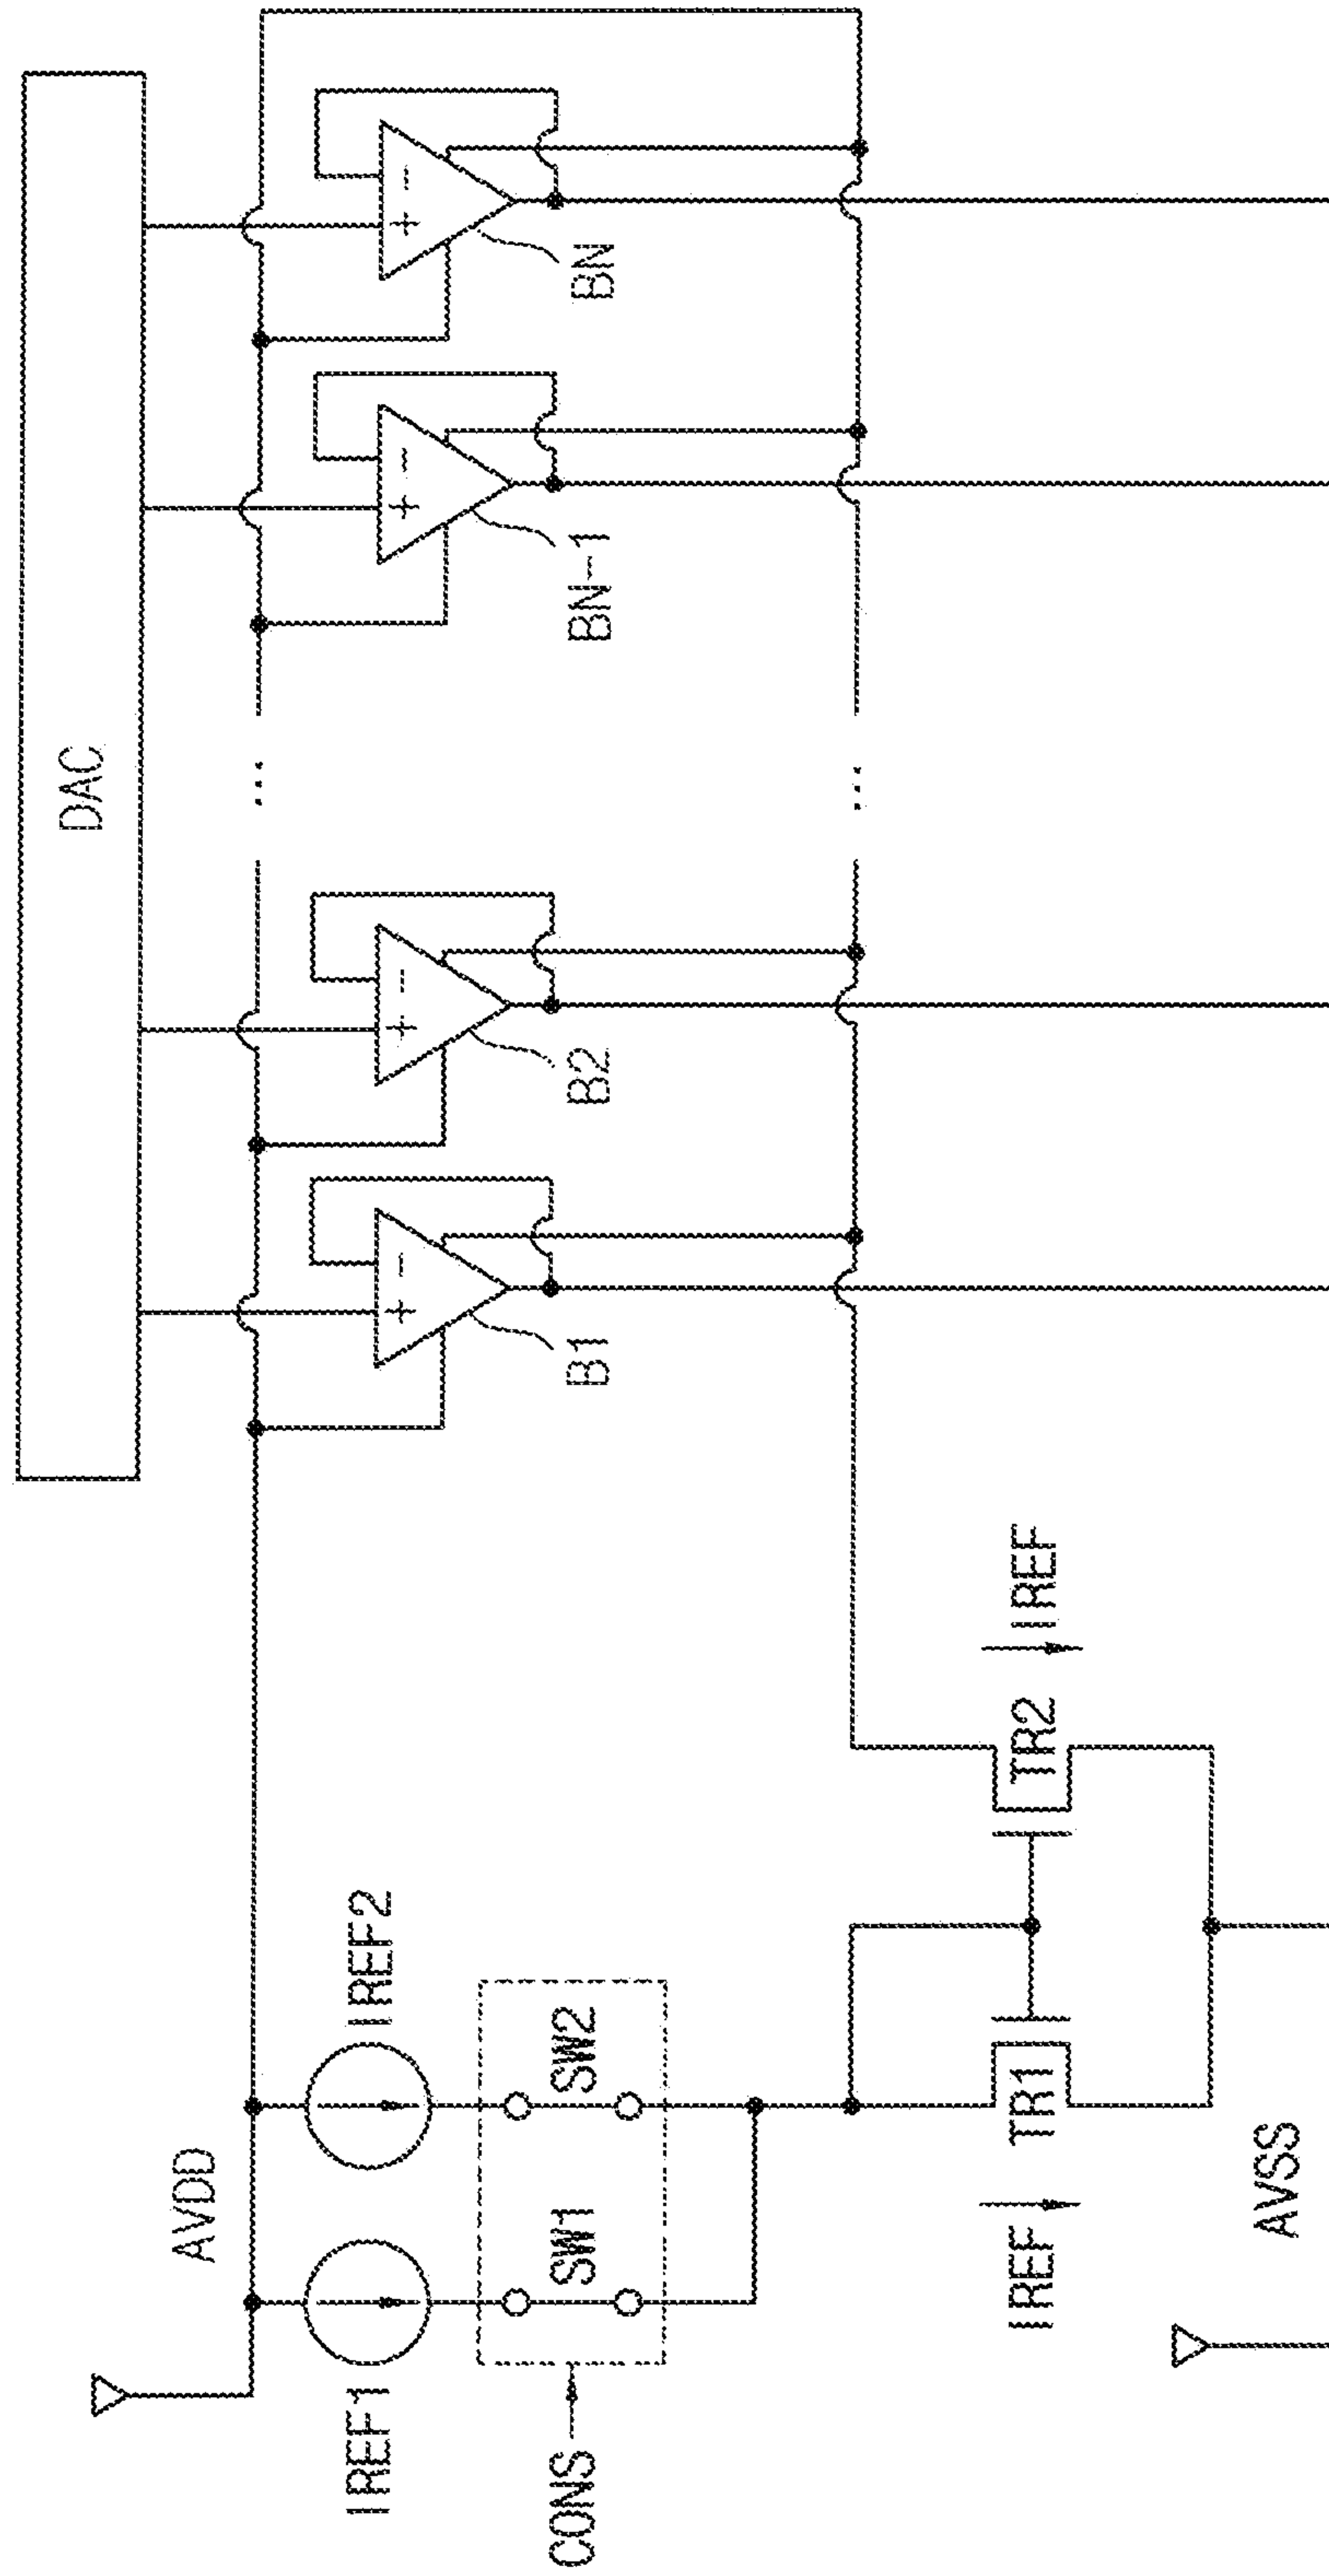 DAC
AVDD
IREF1
IREF2
+ -
+ -
+ -
+ -
B1
B2
...
BN-1
BN
CONS
SW1
SW2
...
IREF
TR1
TR2
IREF
AVSS